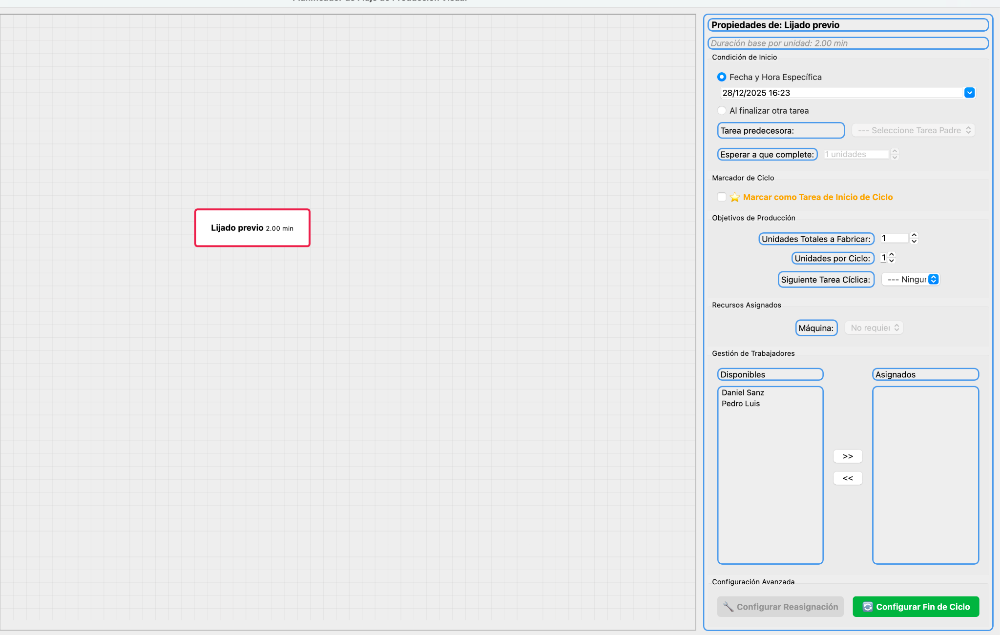 Propiedades de: Lijado previo
Duración base por unidad: 2.00 min
Condición de Inicio
Fecha y Hora Específica
28/12/2025 16:23
Al finalizar otra tarea
Tarea predecesora: --- Seleccione Tarea Padre
Esperar a que complete: 1 unidades
Marcador de Ciclo
Marcar como Tarea de Inicio de Ciclo
Lijado previo 2.00 min
Objetivos de Producción
Unidades Totales a Fabricar: 1
Unidades por Ciclo: 1
Siguiente Tarea Cíclica: --- Ningur
Recursos Asignados
Máquina: No requier
Gestión de Trabajadores
Disponibles
Asignados
Daniel Sanz
Pedro Luis
>>
<<
Configuración Avanzada
Configurar Reasignación
Configurar Fin de Ciclo